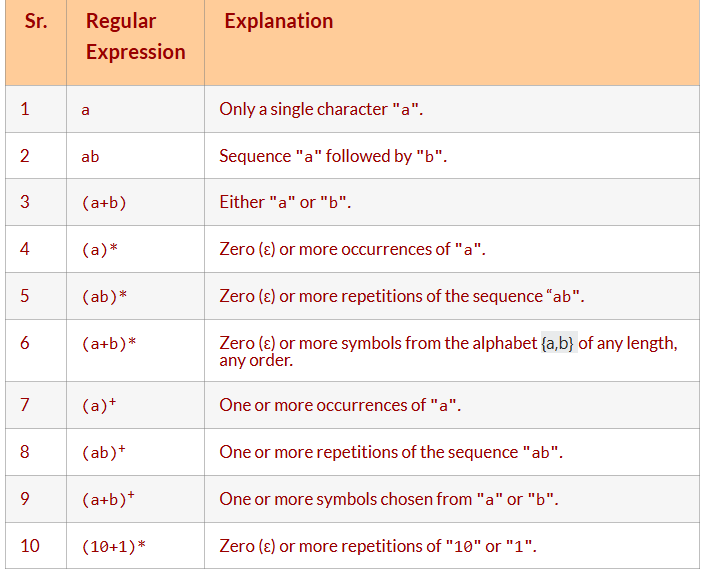 Sr. Regular Explanation
Expression
1 a Only a single character "a".
2 ab Sequence "a" followed by "b".
3 (a+b) Either "a" or "b".
4 (a)* Zero (ε) or more occurrences of "a".
5 (ab)* Zero (ε) or more repetitions of the sequence “ab".
6 (a+b)* Zero (ε) or more symbols from the alphabet {a,b} of any length,
any order.
7 (a)⁺ One or more occurrences of "a".
8 (ab)⁺ One or more repetitions of the sequence "ab".
9 (a+b)⁺ One or more symbols chosen from "a" or "b".
10 (10+1)* Zero (ε) or more repetitions of "10" or "1".